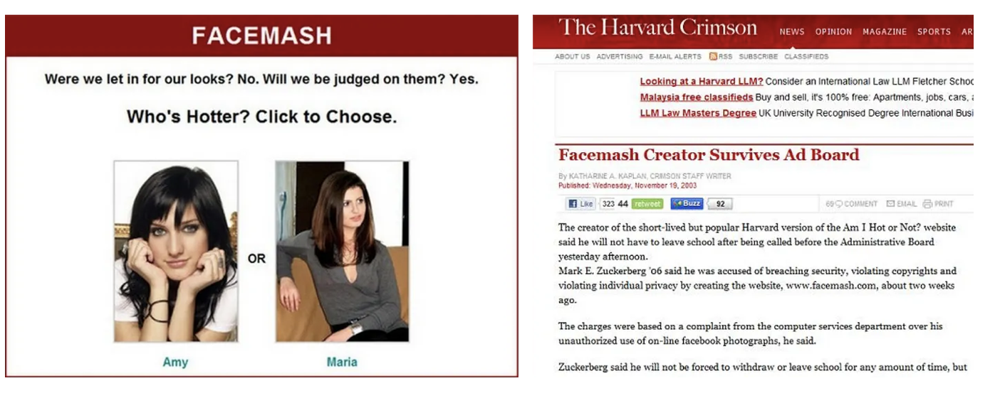 FACEMASH
Were we let in for our looks? No. Will we be judged on them? Yes.
Who's Hotter? Click to Choose.
OR
Amy
Maria
The Harvard Crimson
NEWS OPINION MAGAZINE SPORTS AR
ABOUT US ADVERTISING E-MAIL ALERTS RSS SUBSCRIBE CLASSIFIEDS
Looking at a Harvard LLM? Consider an International Law LLM Fletcher Schoo
Malaysia free classifieds Buy and sell, it's 100% free: Apartments, jobs, cars, a
LLM Law Masters Degree UK University Recognised Degree International Busi
Facemash Creator Survives Ad Board
By KATHARINE A. KAPLAN, CRIMSON STAFF WRITER
Published: Wednesday, November 19, 2003
Like 323 44 retweet Buzz 92 69 COMMENT EMAIL PRINT
The creator of the short-lived but popular Harvard version of the Am I Hot or Not? website
said he will not have to leave school after being called before the Administrative Board
yesterday afternoon.
Mark E. Zuckerberg '06 said he was accused of breaching security, violating copyrights and
violating individual privacy by creating the website, www.facemash.com, about two weeks
ago.
The charges were based on a complaint from the computer services department over his
unauthorized use of on-line facebook photographs, he said.
Zuckerberg said he will not be forced to withdraw or leave school for any amount of time, but